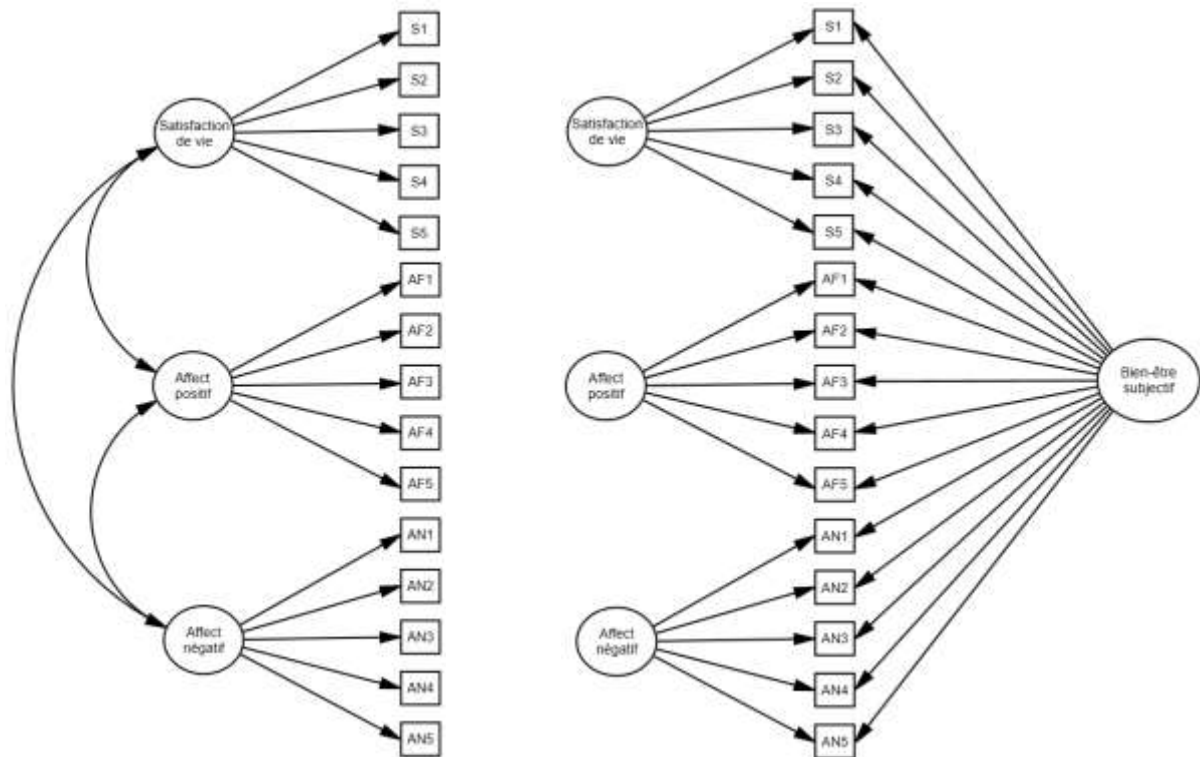 S1
S2
Satisfaction
de vie
S3
S4
S5
AF1
AF2
Affect
positif
AF3
AF4
AF5
AN1
AN2
Affect
négatif
AN3
AN4
AN5
S1
S2
Satisfaction
de vie
S3
S4
S5
AF1
AF2
Affect
positif
AF3
AF4
AF5
AN1
AN2
Affect
négatif
AN3
AN4
AN5
Bien-être
subjectif